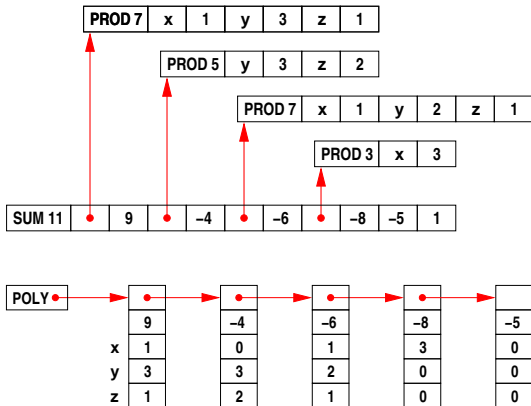 PROD 7 x 1 y 3 z 1
PROD 5 y 3 z 2
PROD 7 x 1 y 2 z 1
PROD 3 x 3
SUM 11 9 −4 −6 −8 −5 1
POLY
9 −4 −6 −8 −5
x 1 0 1 3 0
y 3 3 2 0 0
z 1 2 1 0 0